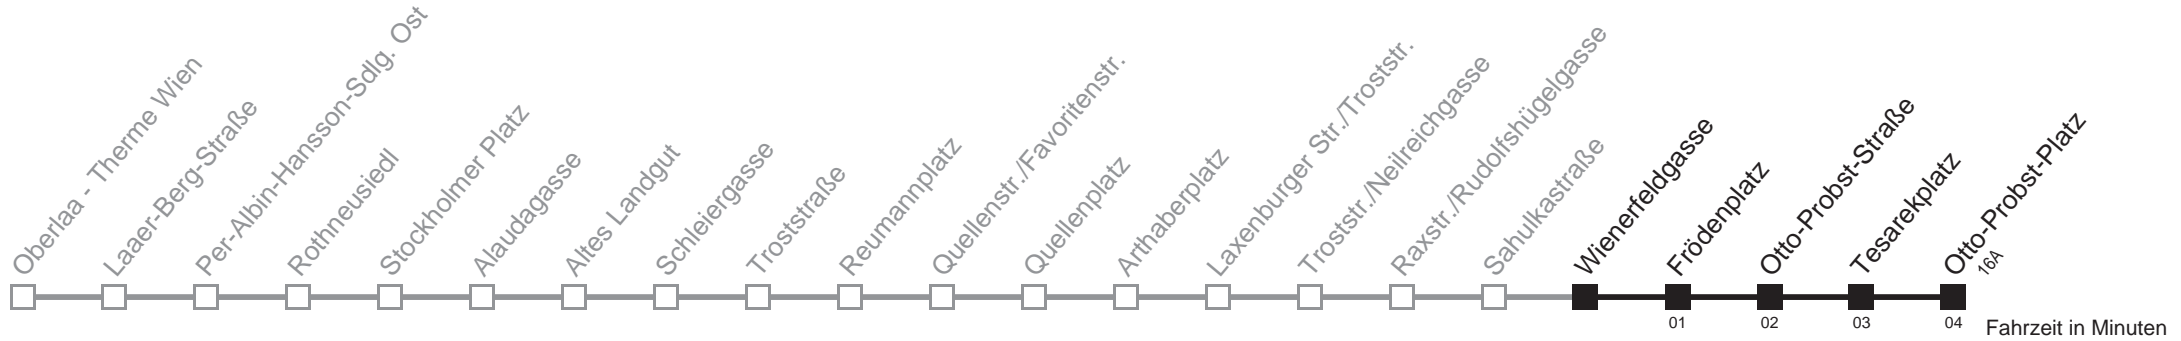 Oberlaa - Therme Wien
Laaer-Berg-Straße
Per-Albin-Hansson-Sdlg. Ost
Rothneusiedl
Stockholmer Platz
Alaudagasse
Altes Landgut
Schleiergasse
Troststraße
Reumannplatz
Quellenstr./Favoritenstr.
Quellenplatz
Arthaberplatz
Laxenburger Str./Troststr.
Troststr./Neilreichgasse
Raxstr./Rudolfshügelgasse
Sahulkastraße
Wienerfeldgasse
Frödenplatz
Otto-Probst-Straße
Tesarekplatz
Otto-Probst-Platz
16A
01 02 03 04 Fahrzeit in Minuten